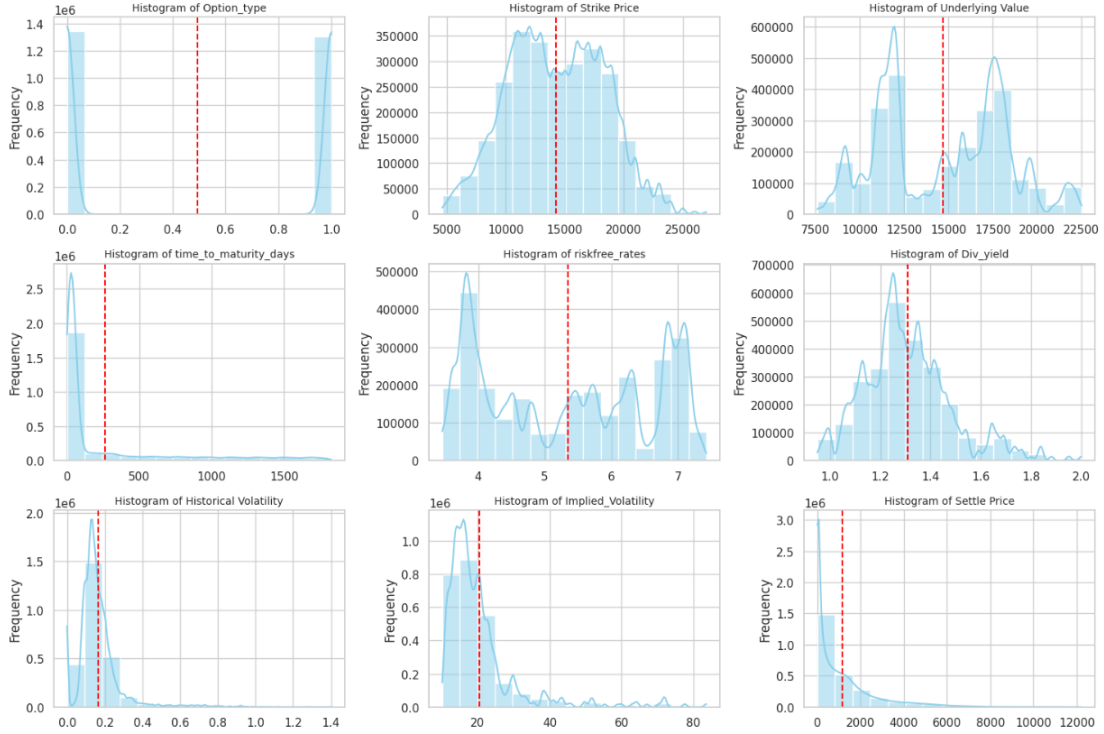 Histogram of Option_type
1e6
1.4
1.2
1.0
0.8
0.6
0.4
0.2
0.0
Frequency
0.0 0.2 0.4 0.6 0.8 1.0
Histogram of Strike Price
350000
300000
250000
200000
150000
100000
50000
0
Frequency
5000 10000 15000 20000 25000
Histogram of Underlying Value
600000
500000
400000
300000
200000
100000
0
Frequency
7500 10000 12500 15000 17500 20000 22500
Histogram of time_to_maturity_days
1e6
2.5
2.0
1.5
1.0
0.5
0.0
Frequency
0 500 1000 1500
Histogram of riskfree_rates
500000
400000
300000
200000
100000
0
Frequency
4 5 6 7
Histogram of Div_yield
700000
600000
500000
400000
300000
200000
100000
0
Frequency
1.0 1.2 1.4 1.6 1.8 2.0
Histogram of Historical Volatility
1e6
2.0
1.5
1.0
0.5
0.0
Frequency
0.0 0.2 0.4 0.6 0.8 1.0 1.2 1.4
Histogram of Implied_Volatility
1e6
1.0
0.8
0.6
0.4
0.2
0.0
Frequency
20 40 60 80
Histogram of Settle Price
1e6
3.0
2.5
2.0
1.5
1.0
0.5
0.0
Frequency
0 2000 4000 6000 8000 10000 12000